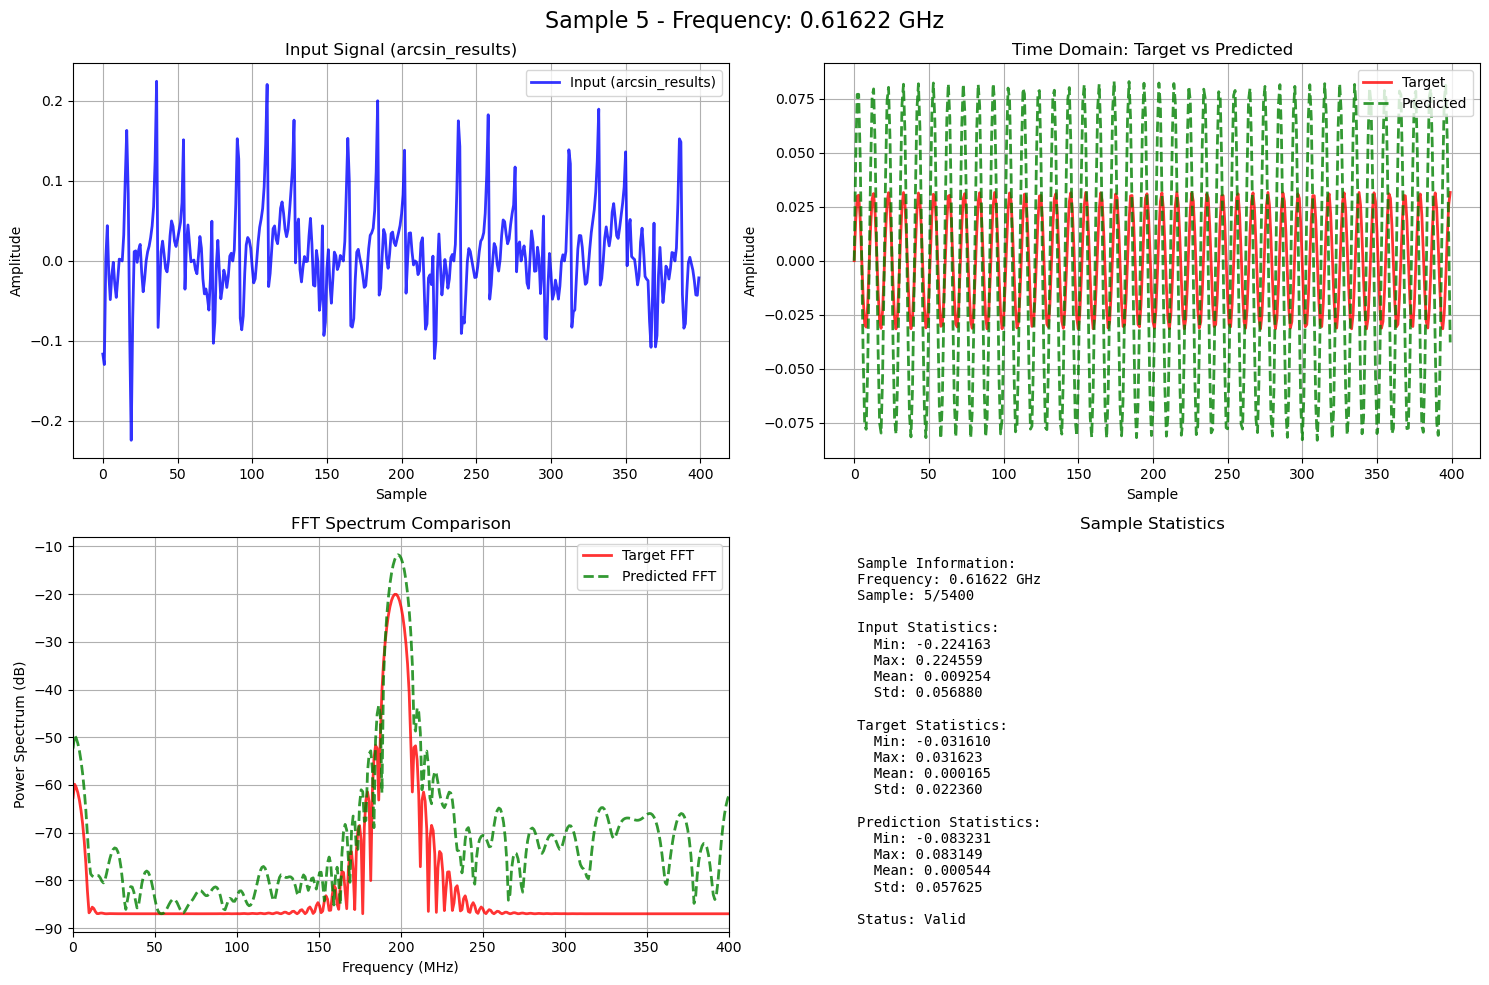 Sample 5 - Frequency: 0.61622 GHz
Input Signal (arcsin_results)
Input (arcsin_results)
0.2
0.1
0.0
−0.1
−0.2
Amplitude
0 50 100 150 200 250 300 350 400
Sample
Time Domain: Target vs Predicted
Target
Predicted
0.075
0.050
0.025
0.000
−0.025
−0.050
−0.075
Amplitude
0 50 100 150 200 250 300 350 400
Sample
FFT Spectrum Comparison
Target FFT
Predicted FFT
−10
−20
−30
−40
−50
−60
−70
−80
−90
Power Spectrum (dB)
0 50 100 150 200 250 300 350 400
Frequency (MHz)
Sample Statistics
Sample Information:
Frequency: 0.61622 GHz
Sample: 5/5400
Input Statistics:
Min: -0.224163
Max: 0.224559
Mean: 0.009254
Std: 0.056880
Target Statistics:
Min: -0.031610
Max: 0.031623
Mean: 0.000165
Std: 0.022360
Prediction Statistics:
Min: -0.083231
Max: 0.083149
Mean: 0.000544
Std: 0.057625
Status: Valid